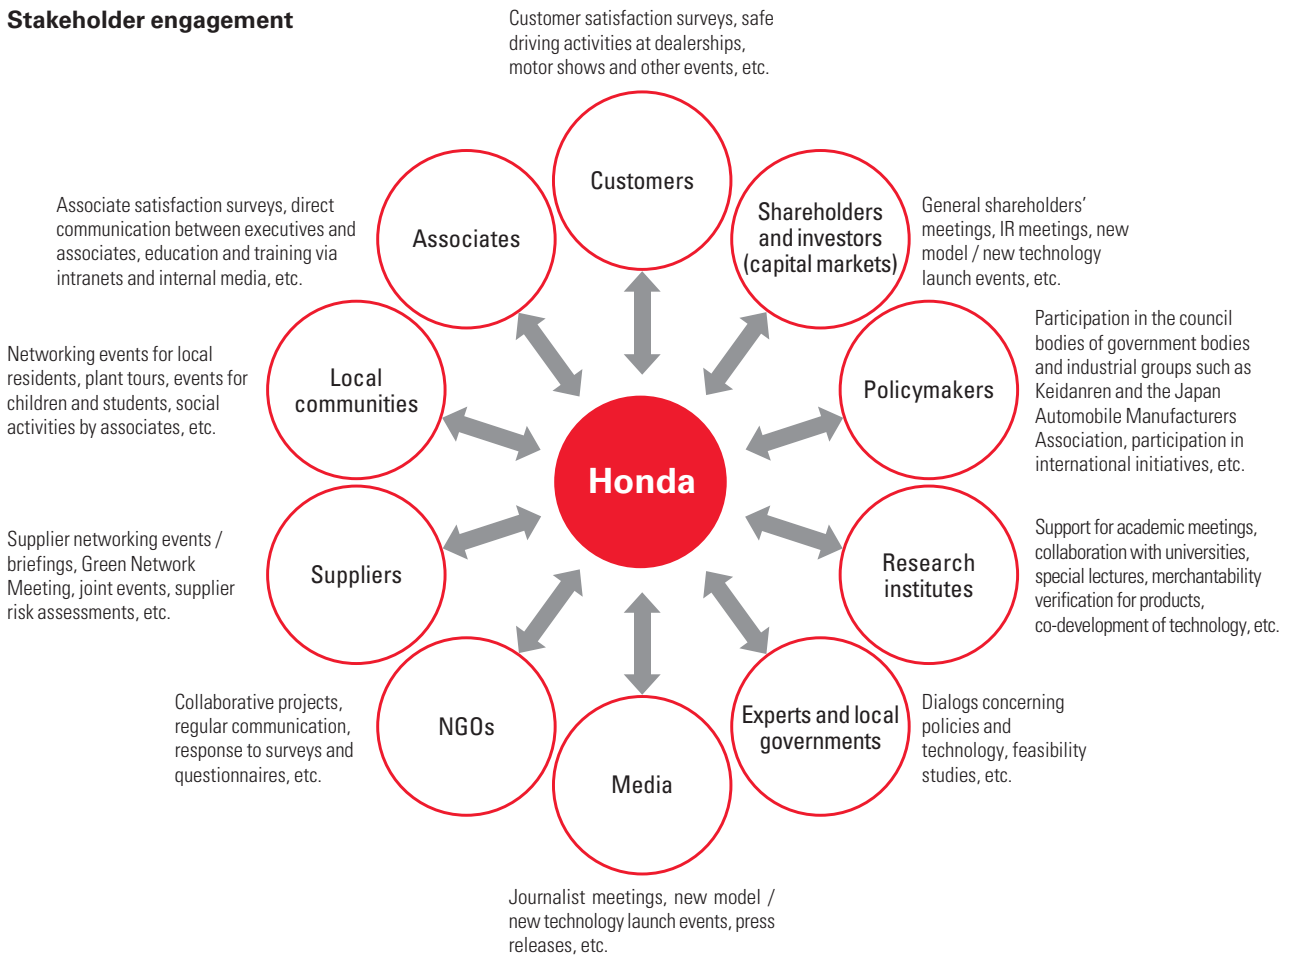 Stakeholder engagement
Customer satisfaction surveys, safe
driving activities at dealerships,
motor shows and other events, etc.
Customers
Shareholders
and investors
(capital markets)
General shareholders’
meetings, IR meetings, new
model / new technology
launch events, etc.
Policymakers
Participation in the council
bodies of government bodies
and industrial groups such as
Keidanren and the Japan
Automobile Manufacturers
Association, participation in
international initiatives, etc.
Research
institutes
Support for academic meetings,
collaboration with universities,
special lectures, merchantability
verification for products,
co-development of technology, etc.
Experts and local
governments
Dialogs concerning
policies and
technology, feasibility
studies, etc.
Media
Journalist meetings, new model /
new technology launch events, press
releases, etc.
NGOs
Collaborative projects,
regular communication,
response to surveys and
questionnaires, etc.
Suppliers
Supplier networking events /
briefings, Green Network
Meeting, joint events, supplier
risk assessments, etc.
Local
communities
Networking events for local
residents, plant tours, events for
children and students, social
activities by associates, etc.
Associates
Associate satisfaction surveys, direct
communication between executives and
associates, education and training via
intranets and internal media, etc.
Honda